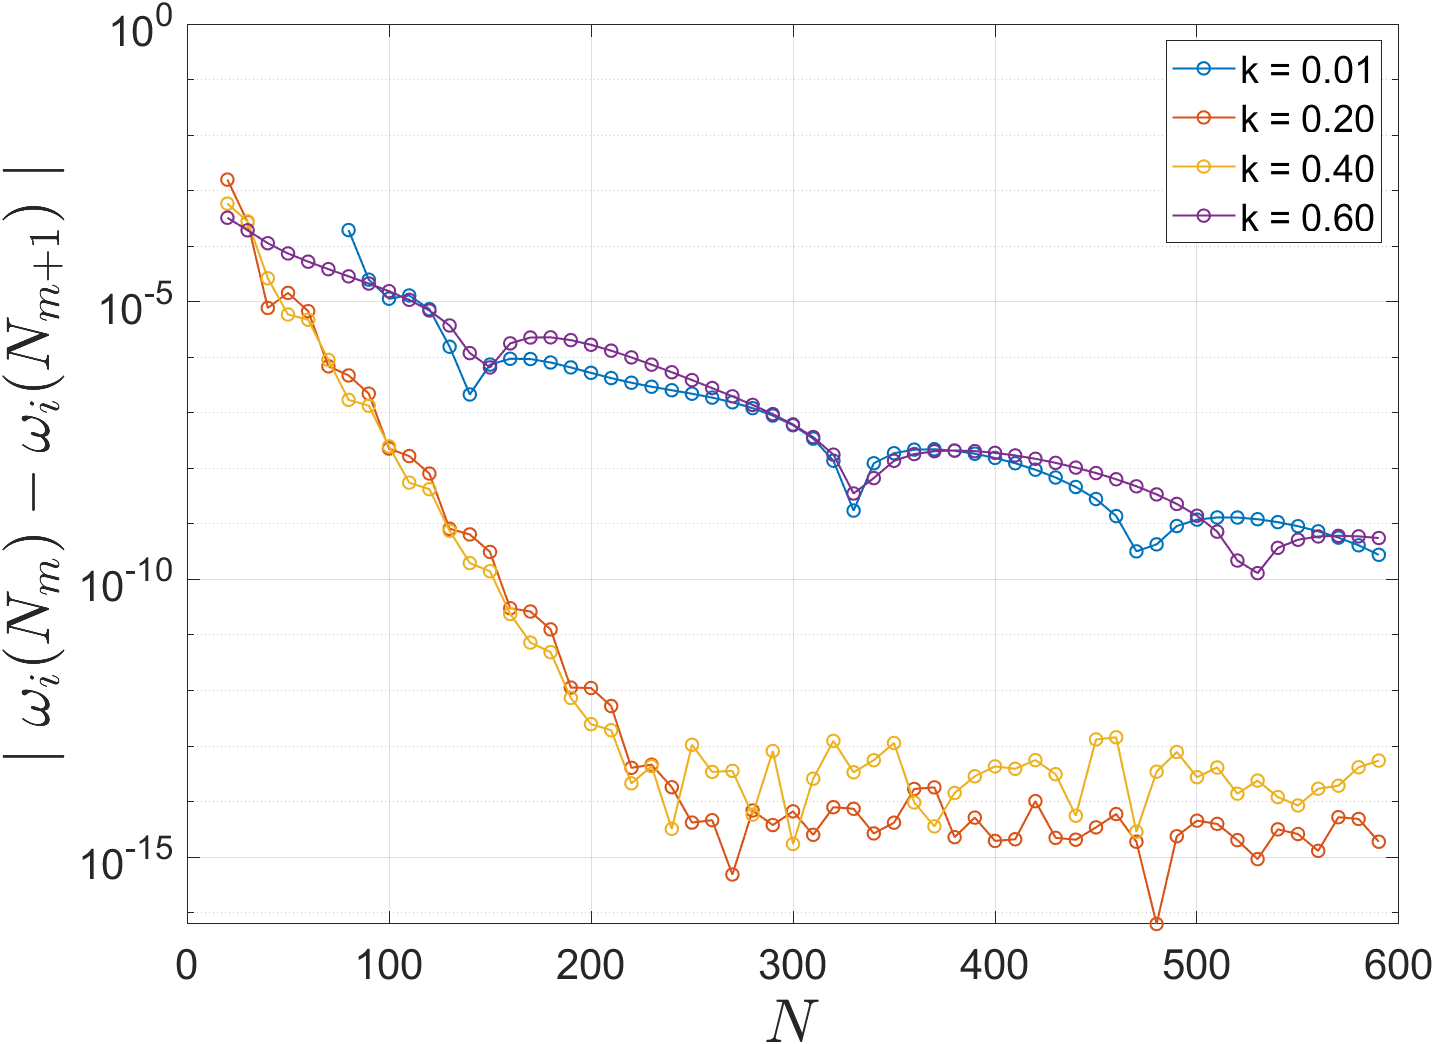 | ω_i(N_m) − ω_i(N_{m+1}) |
10^0
10^-5
10^-10
10^-15
0 100 200 300 400 500 600
N
k = 0.01
k = 0.20
k = 0.40
k = 0.60